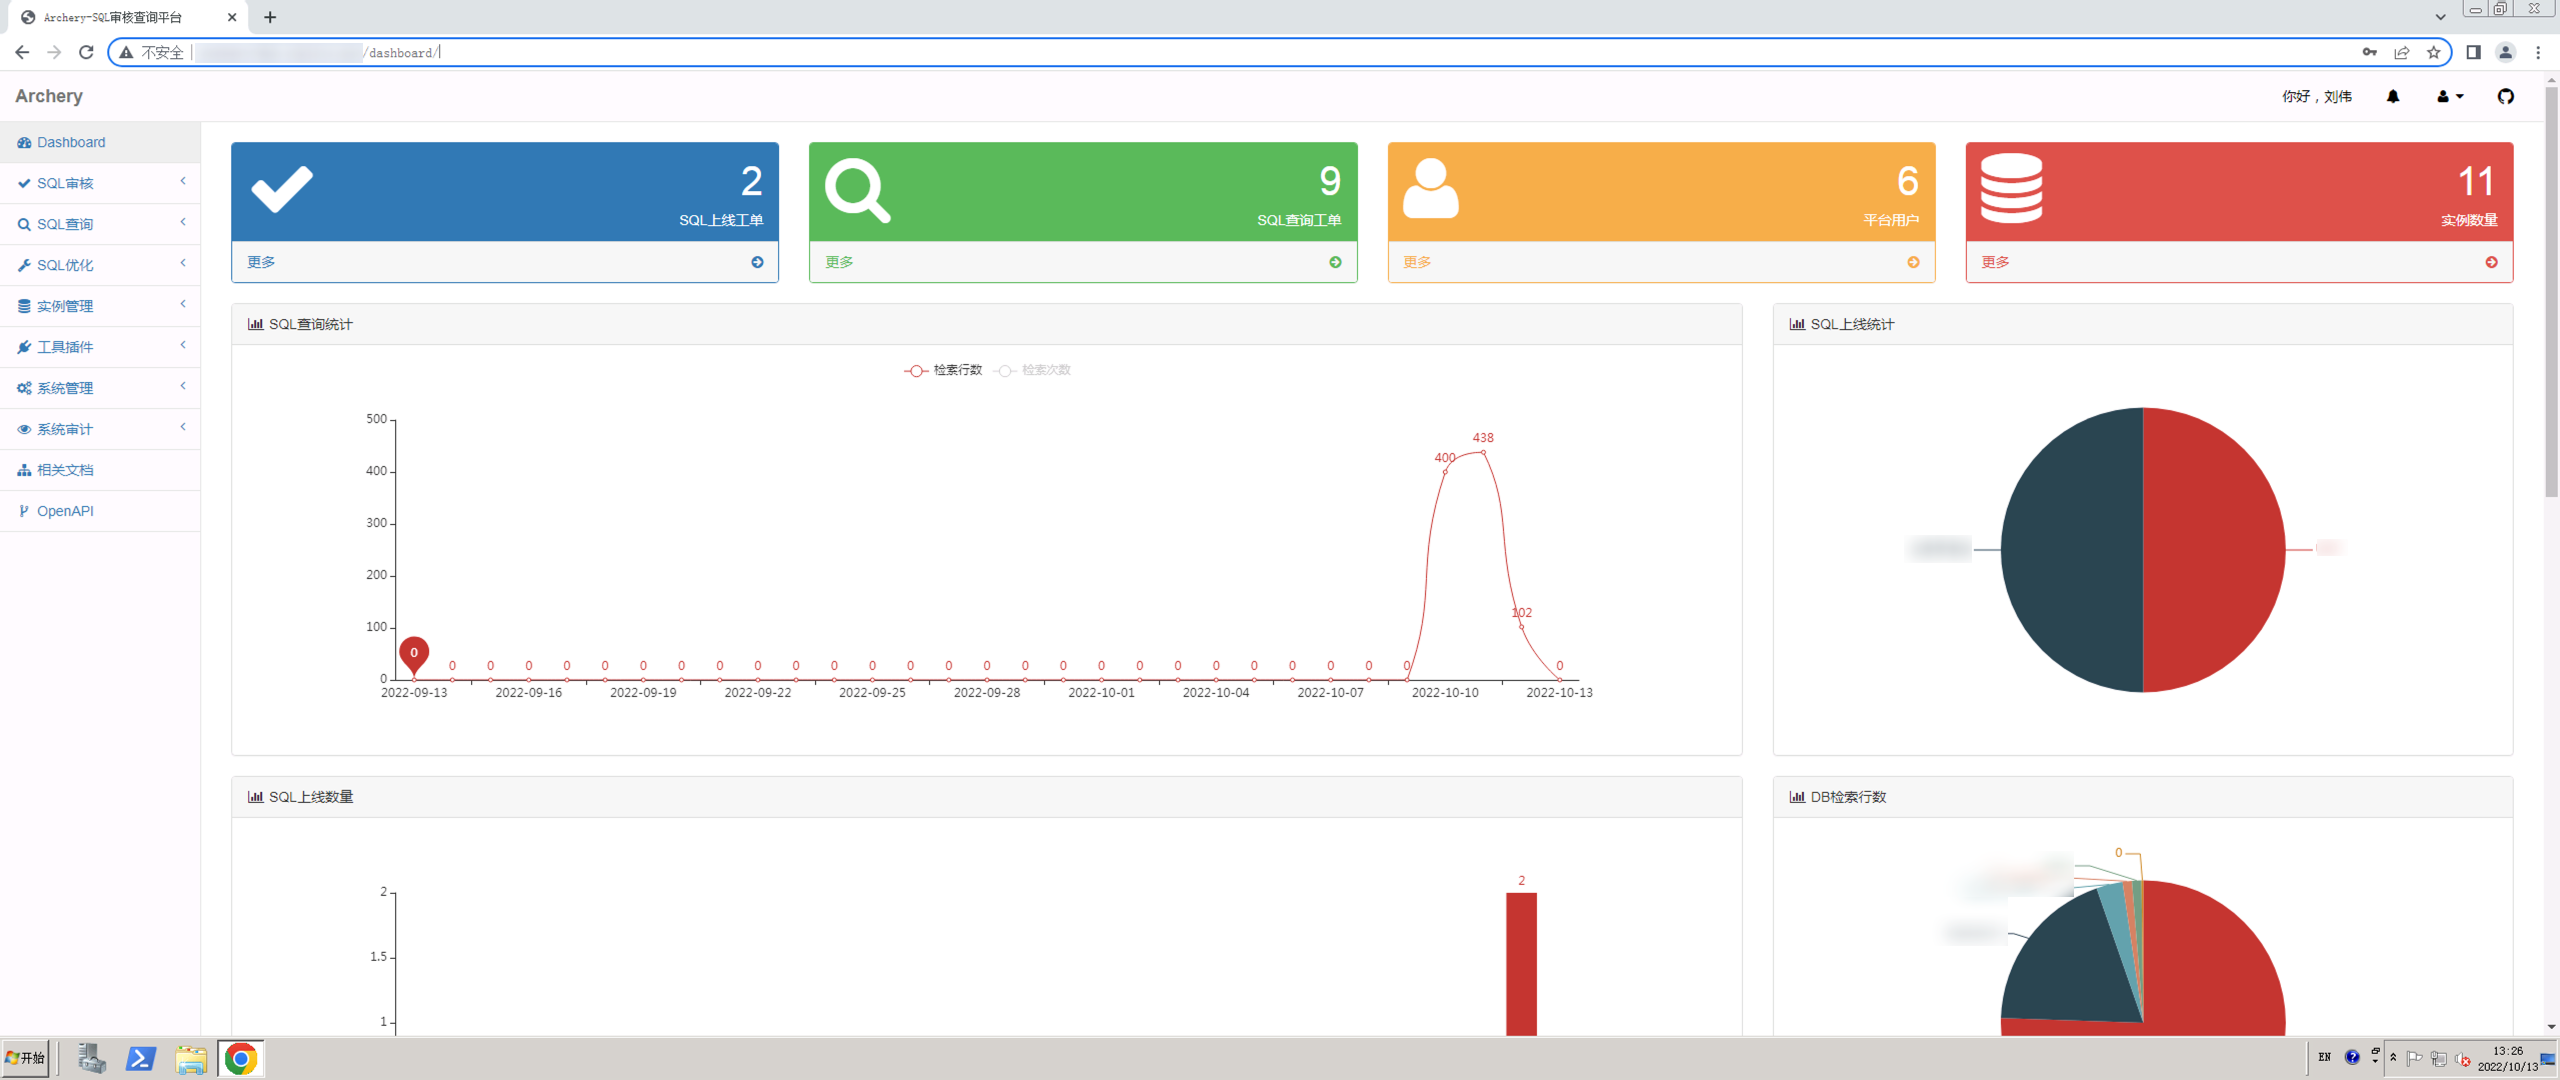 Archery-SQL审核查询平台
不安全 | /dashboard/
Archery
你好，刘伟
Dashboard
SQL审核
SQL查询
SQL优化
实例管理
工具插件
系统管理
系统审计
相关文档
OpenAPI
2
SQL上线工单
更多
9
SQL查询工单
更多
6
平台用户
更多
11
实例数量
更多
SQL查询统计
检索行数 检索次数
500
400
300
200
100
0
438
400
102
0 0 0 0 0 0 0 0 0 0 0 0 0 0 0 0 0 0 0 0 0 0 0 0 0 0 0 0
2022-09-13 2022-09-16 2022-09-19 2022-09-22 2022-09-25 2022-09-28 2022-10-01 2022-10-04 2022-10-07 2022-10-10 2022-10-13
SQL上线统计
SQL上线数量
2
1.5
1
2
DB检索行数
0
开始
EN
13:26
2022/10/13